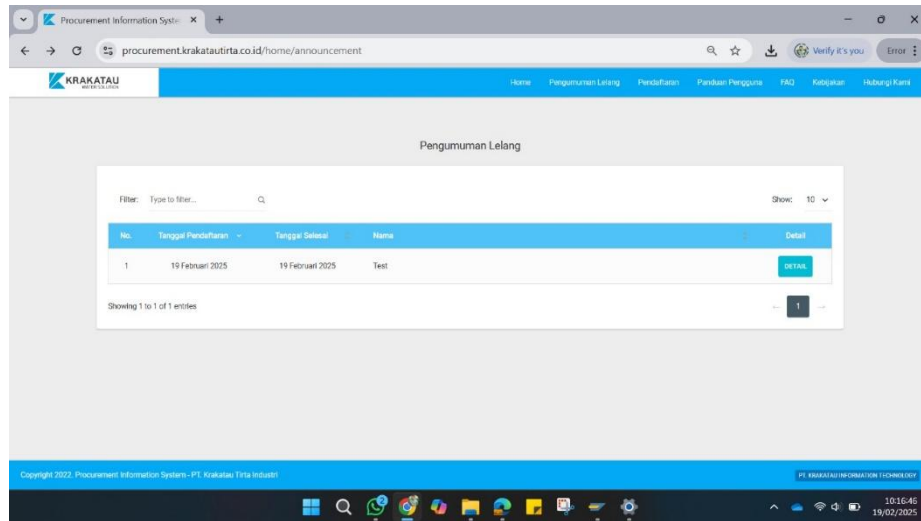 Procurement Information Syste
procurement.krakatautirta.co.id/home/announcement
Verify it's you
Error
KRAKATAU
WATER SOLUTION
Home Pengumuman Lelang Pendaftaran Panduan Pengguna FAQ Kebijakan Hubungi Kami
Pengumuman Lelang
Filter: Type to filter...
Show: 10
No. Tanggal Pendaftaran Tanggal Selesai Nama Detail
1 19 Februari 2025 19 Februari 2025 Test DETAIL
Showing 1 to 1 of 1 entries
← 1 →
Copyright 2022. Procurement Information System - PT. Krakatau Tirta Industri
PT. KRAKATAU INFORMATION TECHNOLOGY
10:16:46
19/02/2025